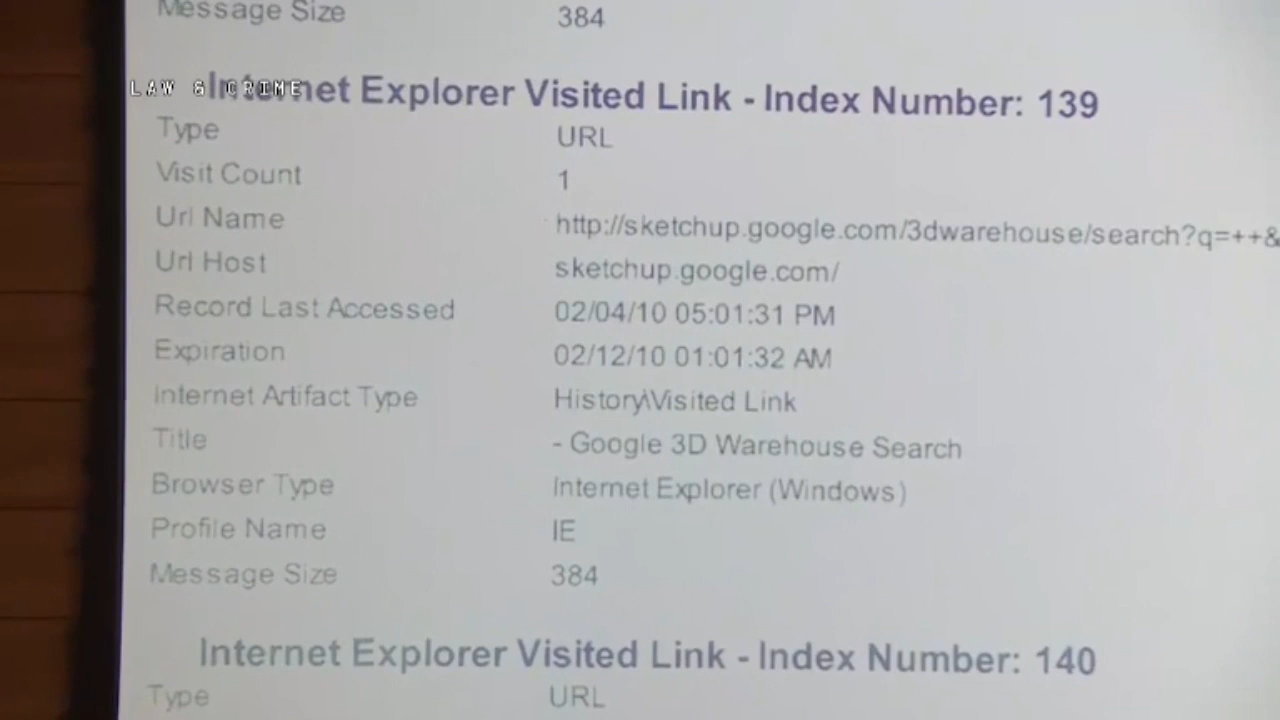 Message Size 384
LAW & CRIME
Internet Explorer Visited Link - Index Number: 139
Type URL
Visit Count 1
Url Name http://sketchup.google.com/3dwarehouse/search?q=++&
Url Host sketchup.google.com/
Record Last Accessed 02/04/10 05:01:31 PM
Expiration 02/12/10 01:01:32 AM
Internet Artifact Type History\Visited Link
Title - Google 3D Warehouse Search
Browser Type Internet Explorer (Windows)
Profile Name IE
Message Size 384
Internet Explorer Visited Link - Index Number: 140
Type URL